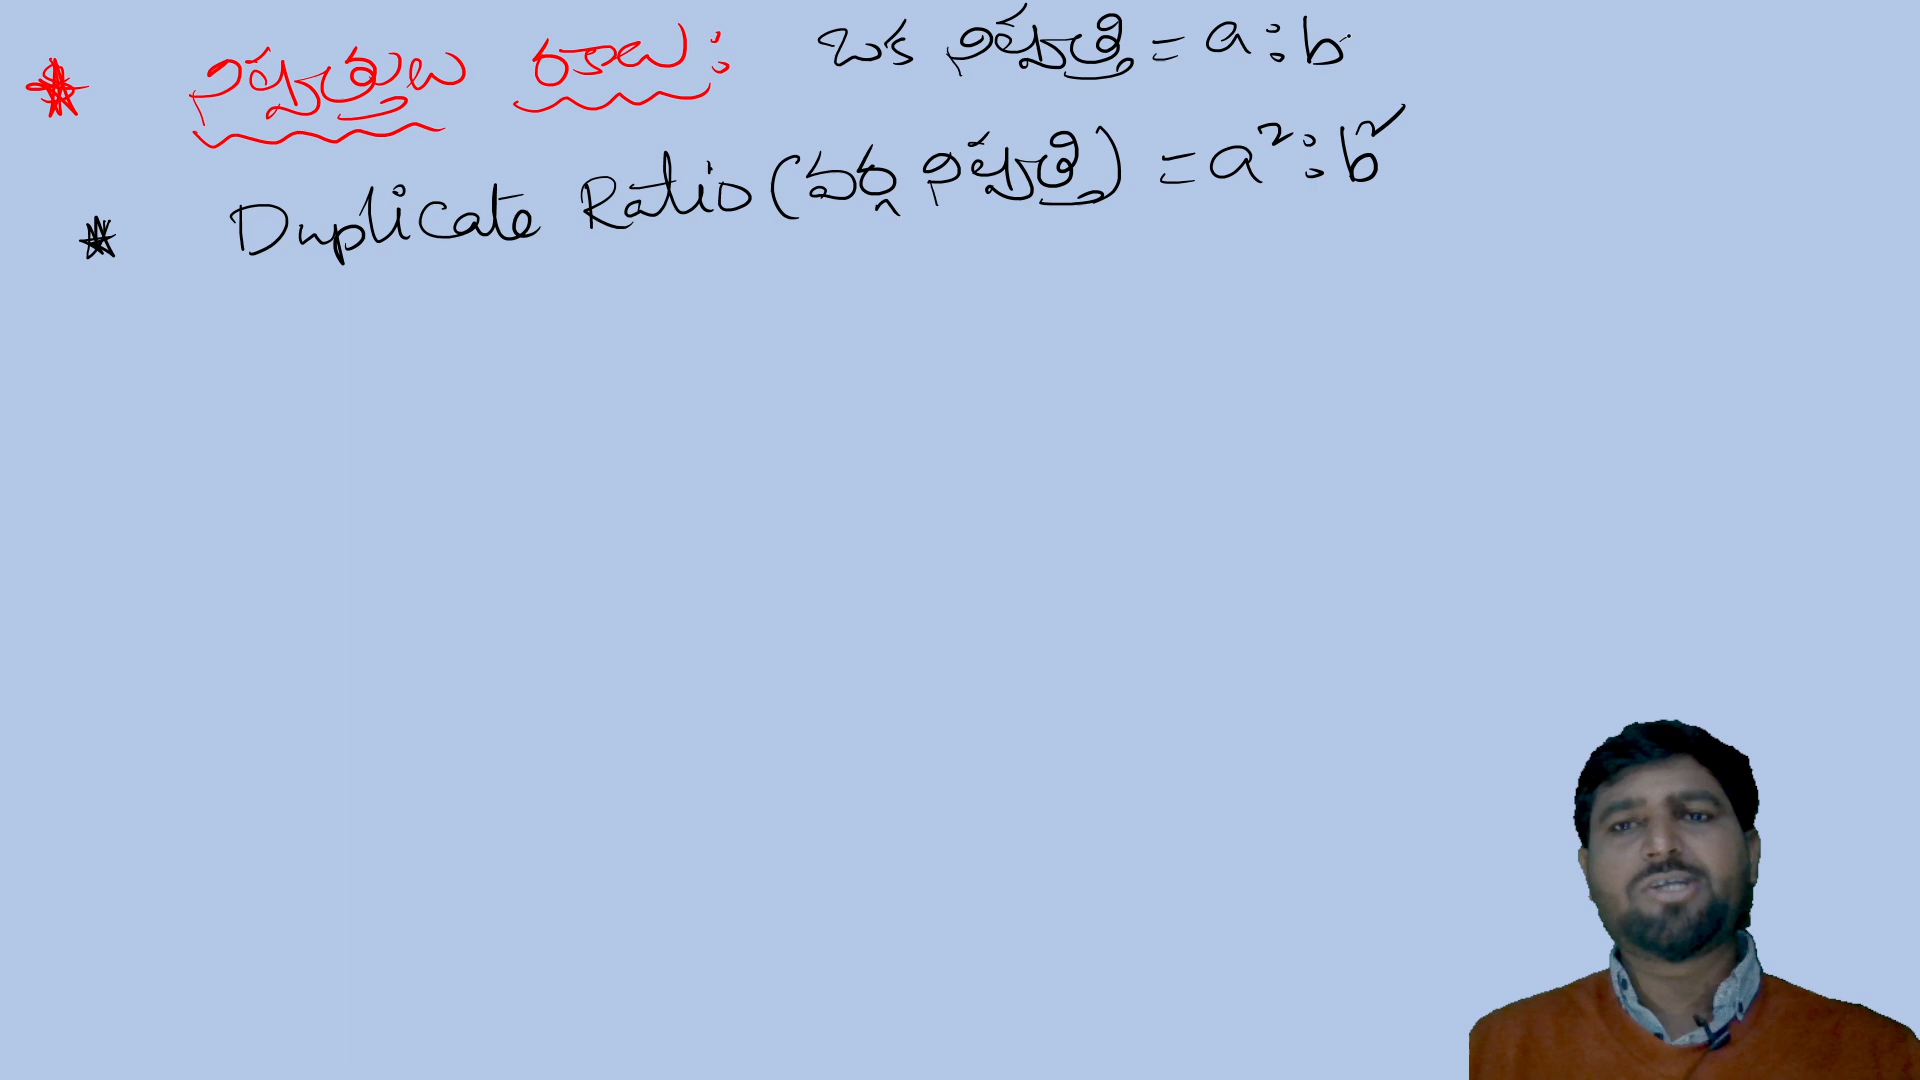 * నిష్పత్తులు రకాలు : ఒక నిష్పత్తి = a : b
* Duplicate Ratio (వర్గ నిష్పత్తి) = a² : b²